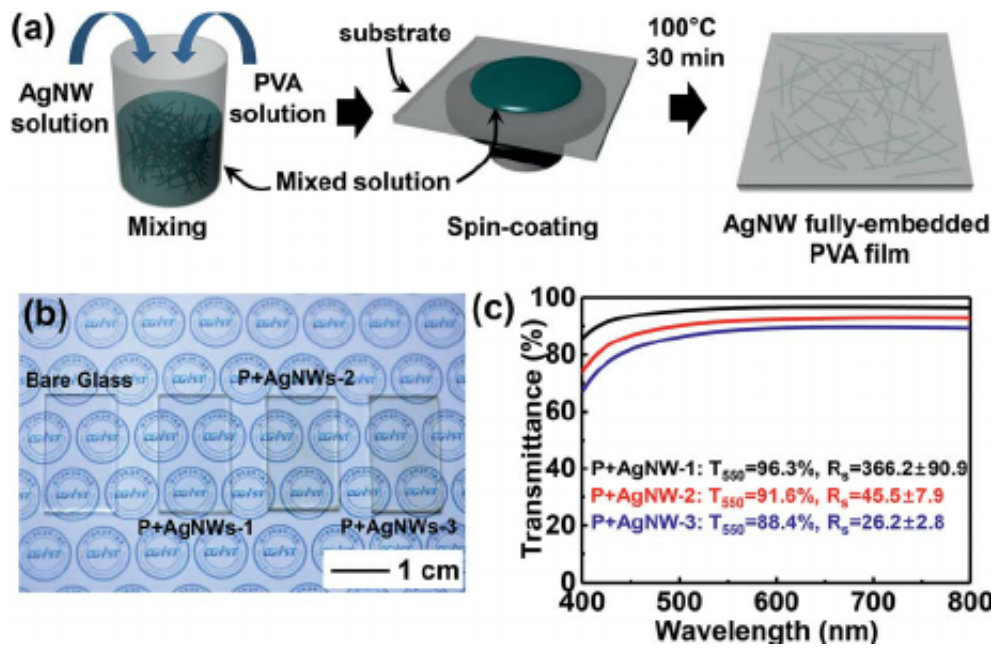 (a)
AgNW
solution
PVA
solution
Mixed solution
Mixing
substrate
Spin-coating
100°C
30 min
AgNW fully-embedded
PVA film
(b)
Bare Glass
P+AgNWs-2
P+AgNWs-1
P+AgNWs-3
1 cm
(c)
Transmittance (%)
100
80
60
40
20
0
P+AgNW-1: T550=96.3%, Rs=366.2±90.9
P+AgNW-2: T550=91.6%, Rs=45.5±7.9
P+AgNW-3: T550=88.4%, Rs=26.2±2.8
400
500
600
700
800
Wavelength (nm)